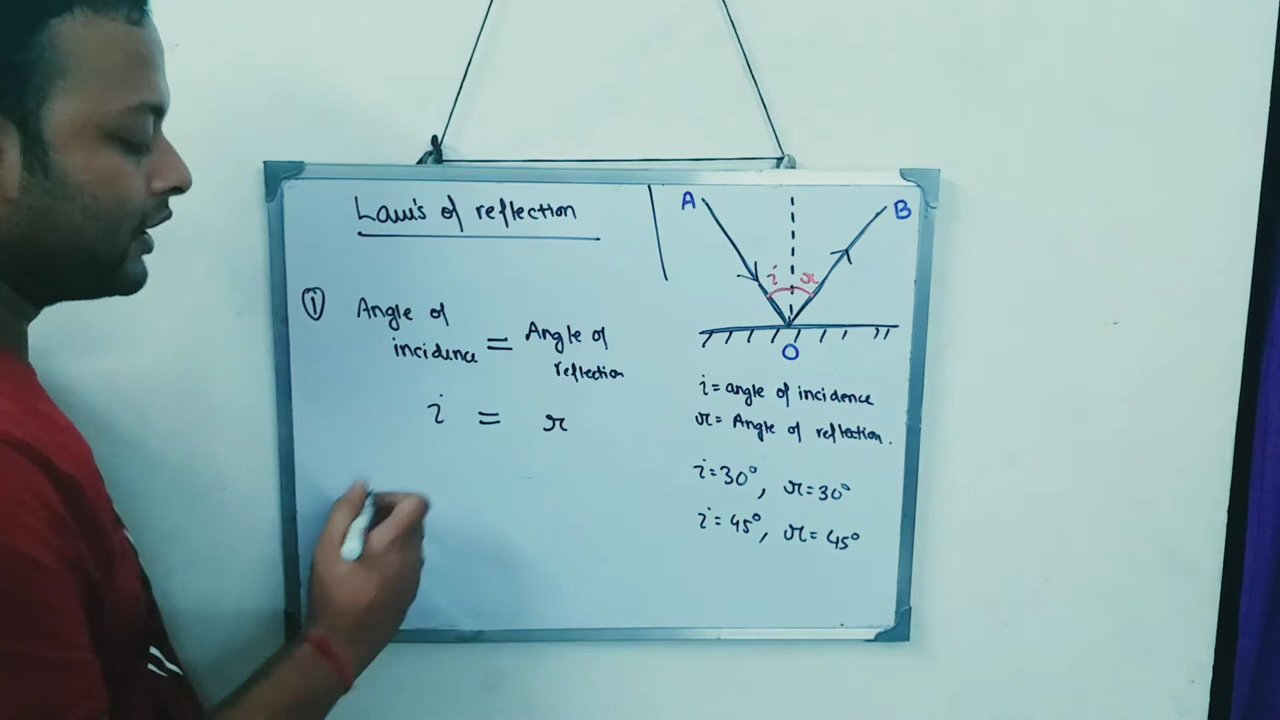 Laws of reflection
① Angle of
incidence = Angle of
reflection
i = r
A
B
i r
O
i = angle of incidence
r = Angle of reflection.
i = 30°, r = 30°
i = 45°, r = 45°